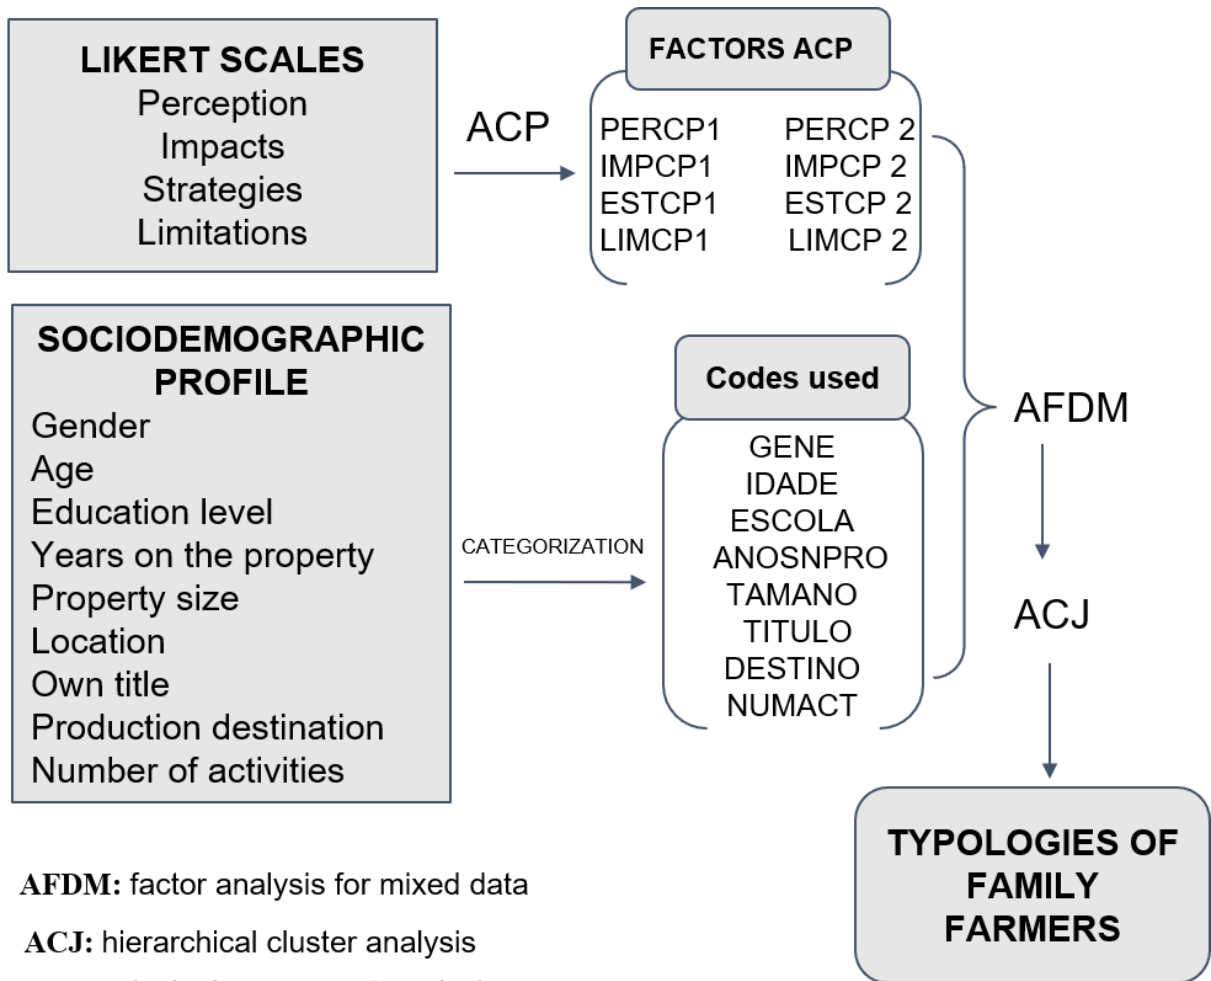 LIKERT SCALES
Perception
Impacts
Strategies
Limitations
ACP
FACTORS ACP
PERCP1 PERCP 2
IMPCP1 IMPCP 2
ESTCP1 ESTCP 2
LIMCP1 LIMCP 2
SOCIODEMOGRAPHIC
PROFILE
Gender
Age
Education level
Years on the property
Property size
Location
Own title
Production destination
Number of activities
CATEGORIZATION
Codes used
GENE
IDADE
ESCOLA
ANOSNPRO
TAMANO
TITULO
DESTINO
NUMACT
AFDM
ACJ
TYPOLOGIES OF
FAMILY
FARMERS
AFDM: factor analysis for mixed data
ACJ: hierarchical cluster analysis